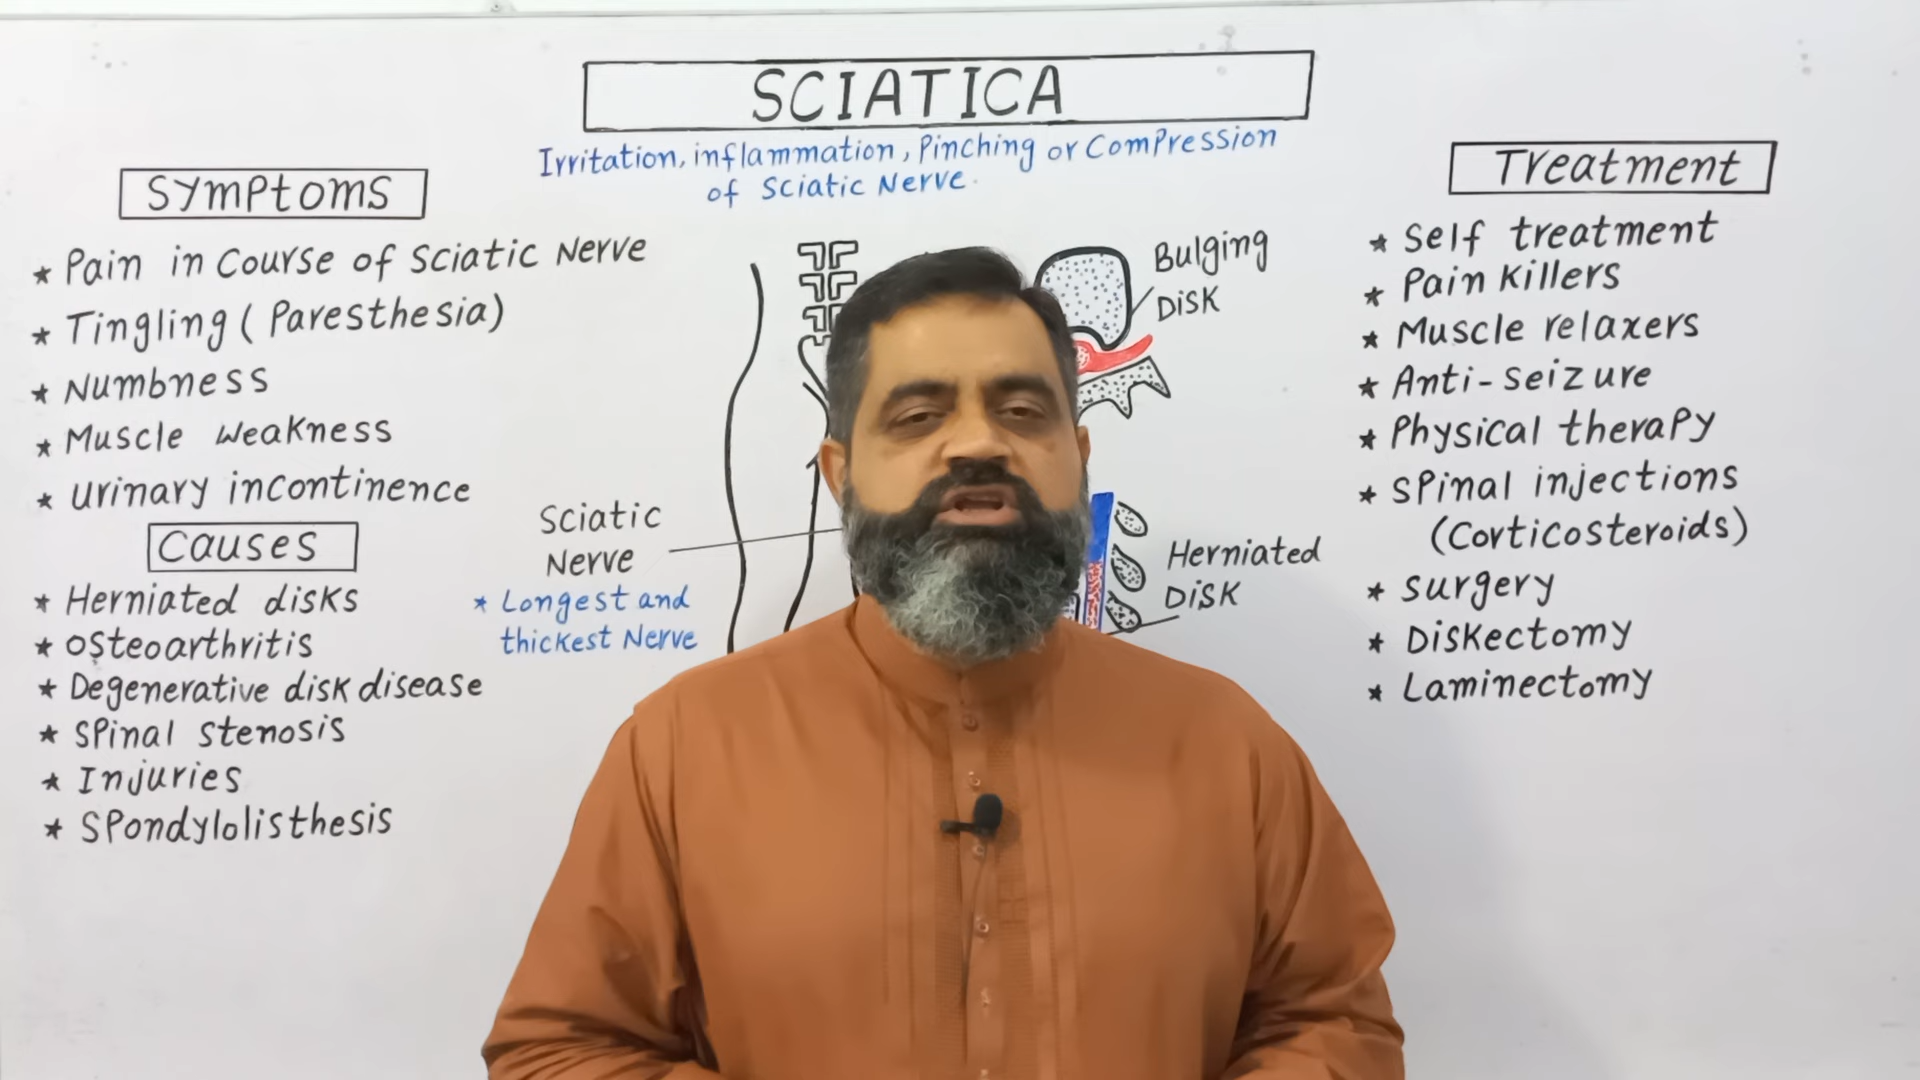 SCIATICA
Irritation, inflammation, Pinching or Compression
of Sciatic Nerve.
Symptoms
* Pain in Course of Sciatic Nerve
* Tingling (Paresthesia)
* Numbness
* Muscle weakness
* urinary incontinence
Causes
* Herniated disks
* osteoarthritis
* Degenerative disk disease
* Spinal stenosis
* Injuries
* Spondylolisthesis
Sciatic
Nerve
* Longest and
thickest Nerve
Bulging
Disk
Herniated
Disk
Treatment
* Self treatment
* Pain Killers
* Muscle relaxers
* Anti-seizure
* Physical therapy
* Spinal injections
(Corticosteroids)
* surgery
* Diskectomy
* Laminectomy